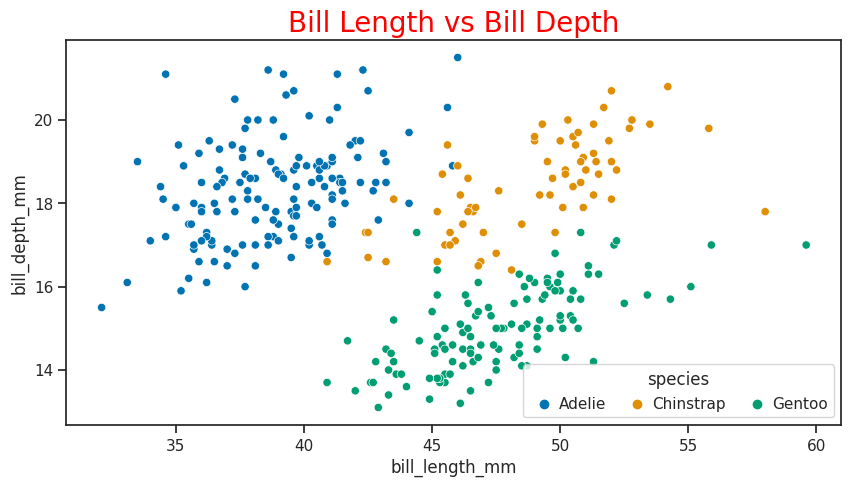 Bill Length vs Bill Depth
bill_depth_mm
20
18
16
14
species
Adelie Chinstrap Gentoo
35 40 45 50 55 60
bill_length_mm